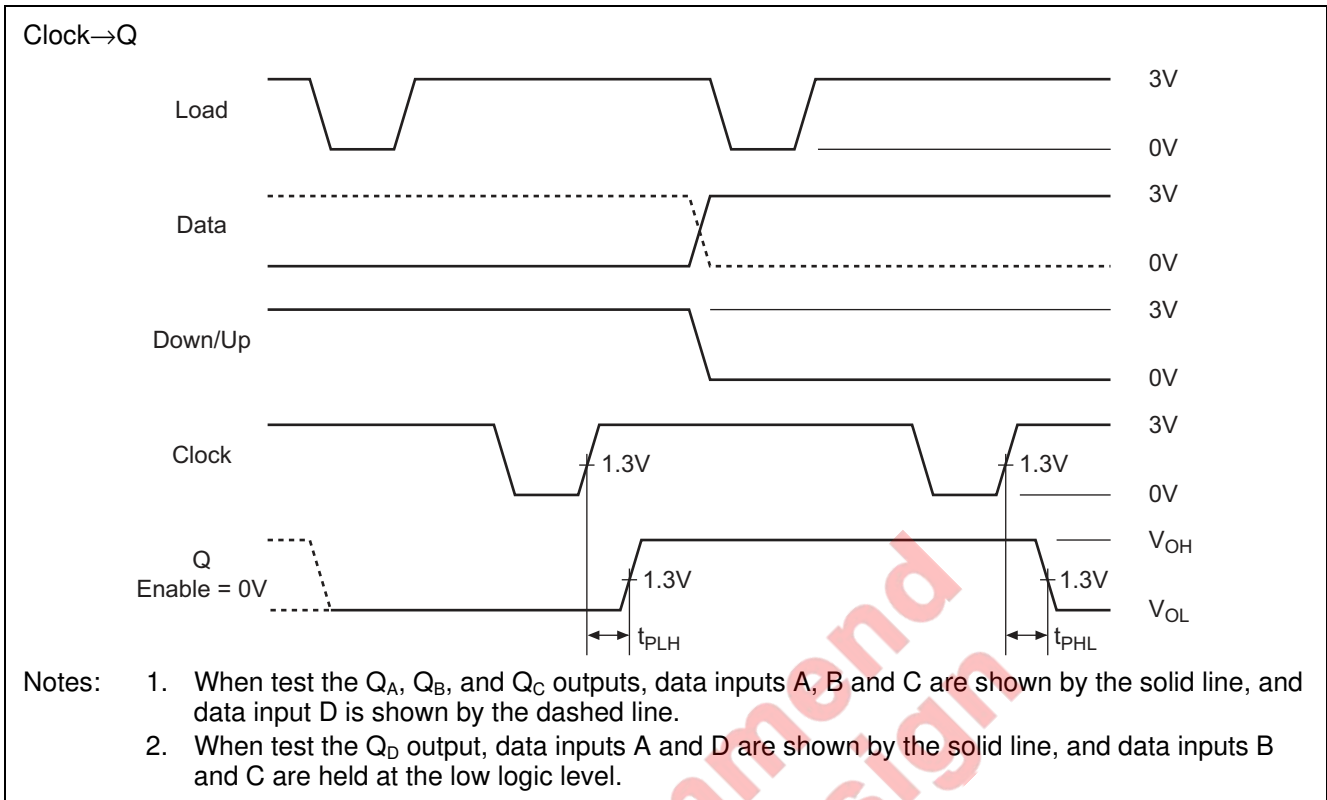 Clock→Q
Load
3V
0V
Data
3V
0V
Down/Up
3V
0V
Clock
3V
1.3V
1.3V
0V
Q
Enable = 0V
VOH
1.3V
1.3V
VOL
tPLH
tPHL
Notes: 1. When test the QA, QB, and QC outputs, data inputs A, B and C are shown by the solid line, and
data input D is shown by the dashed line.
2. When test the QD output, data inputs A and D are shown by the solid line, and data inputs B
and C are held at the low logic level.